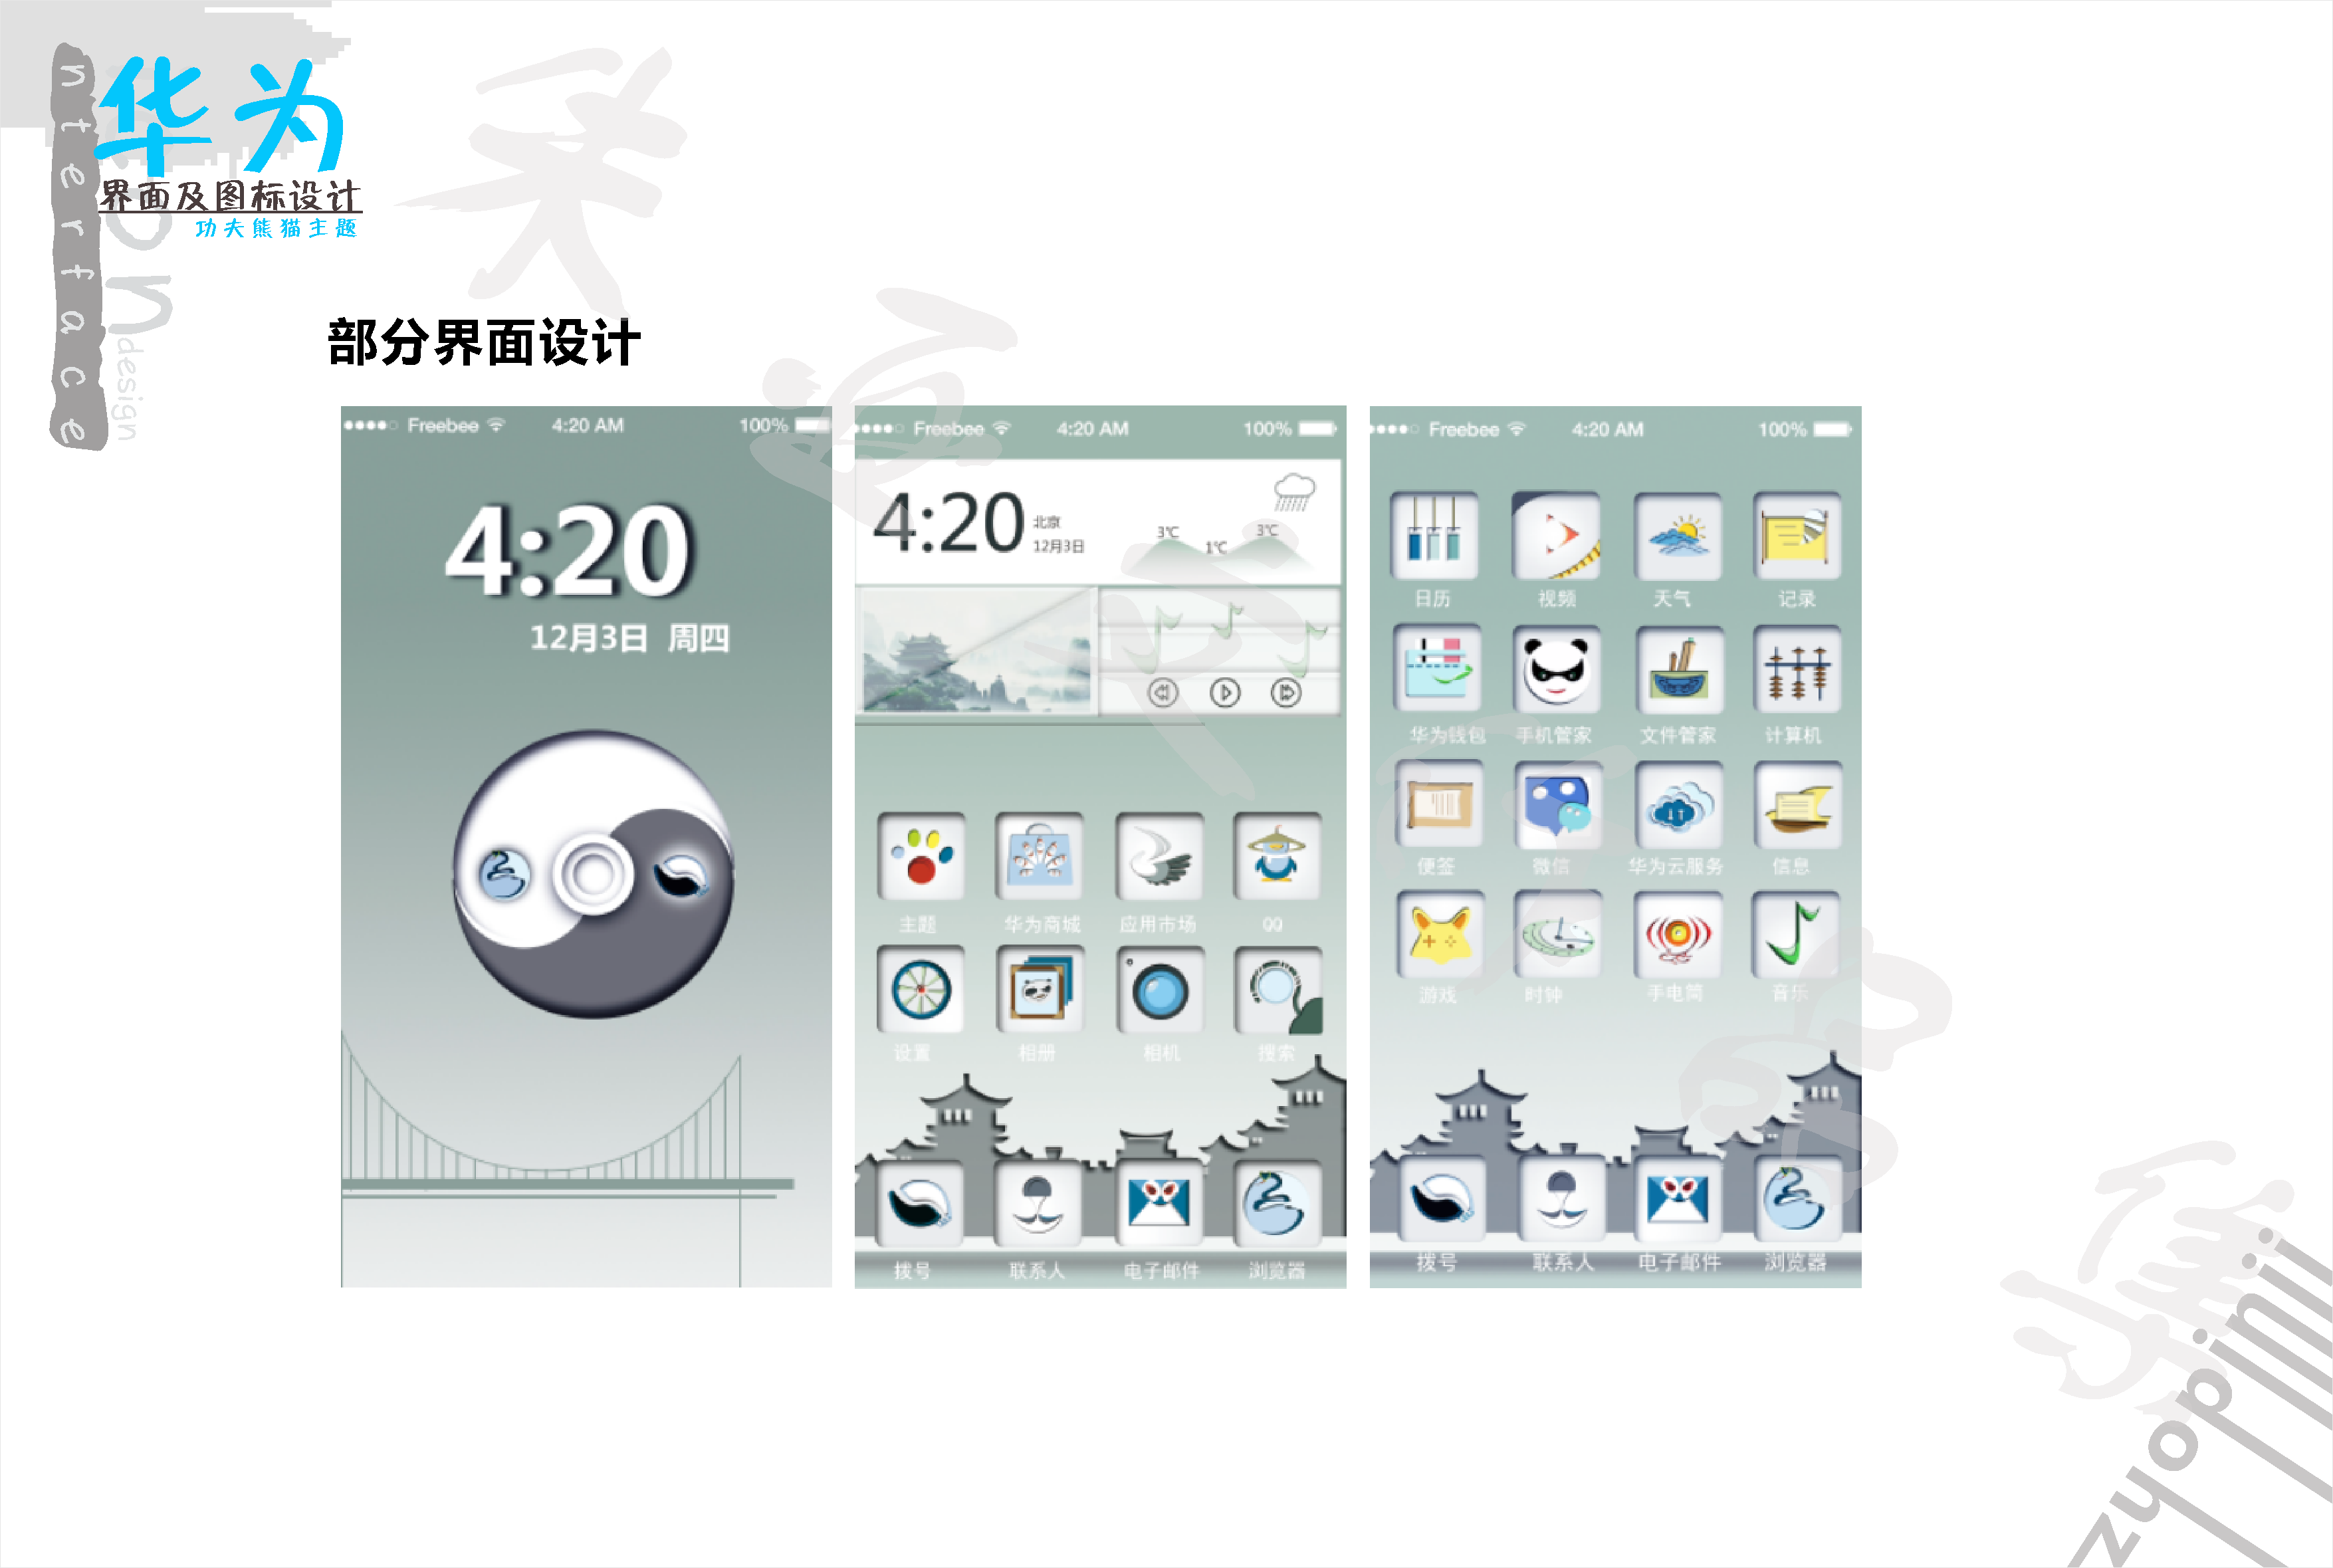 华为
界面及图标设计
功夫熊猫主题
nterface
design
部分界面设计
Freebee 4:20 AM 100%
4:20
12月3日 周四
Freebee 4:20 AM 100%
4:20
北京
12月3日
3℃ 1℃ 3℃
主题 华为商城 应用市场 QQ
设置 相册 相机 搜索
拨号 联系人 电子邮件 浏览器
Freebee 4:20 AM 100%
日历 视频 天气 记录
华为钱包 手机管家 文件管家 计算机
便签 微信 华为云服务 信息
游戏 时钟 手电筒 音乐
拨号 联系人 电子邮件 浏览器
zuopin